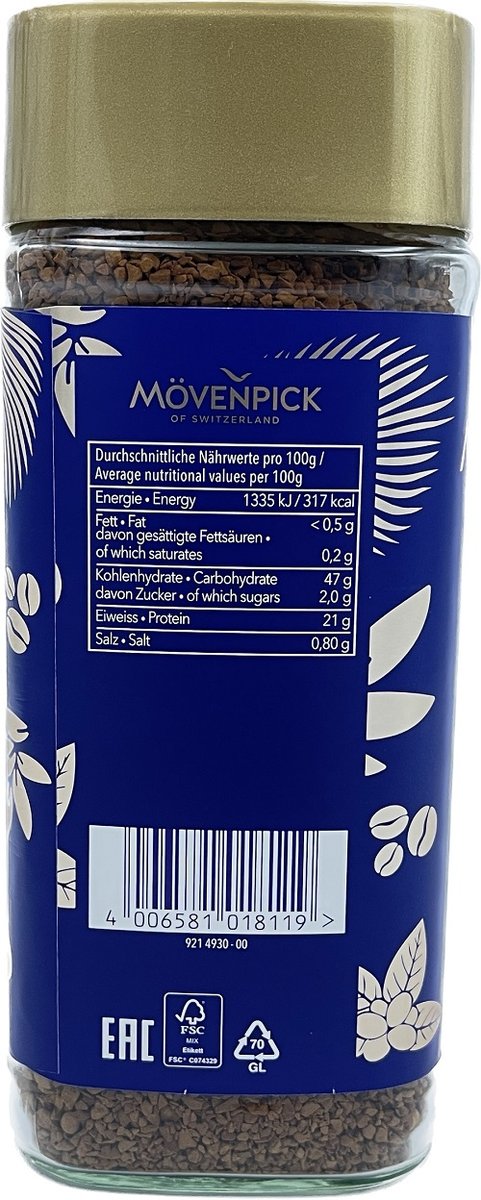 MÖVENPICK
OF SWITZERLAND
Durchschnittliche Nährwerte pro 100g /
Average nutritional values per 100g
Energie • Energy 1335 kJ / 317 kcal
Fett • Fat < 0,5 g
davon gesättigte Fettsäuren •
of which saturates 0,2 g
Kohlenhydrate • Carbohydrate 47 g
davon Zucker • of which sugars 2,0 g
Eiweiss • Protein 21 g
Salz • Salt 0,80 g
4 006581 018119 >
921 4930 - 00
EAC
FSC
MIX
Etikett
FSC® C074329
70
GL